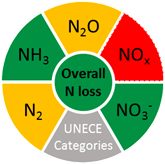 N₂O
NH₃
NOₓ
Overall
N loss
N₂
NO₃⁻
UNECE
Categories